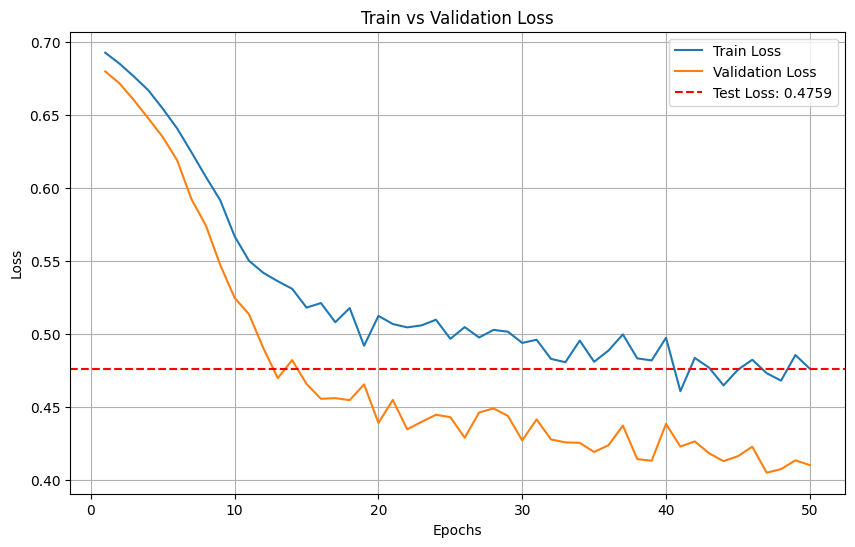 Train vs Validation Loss
Train Loss
Validation Loss
Test Loss: 0.4759
Loss
0.70
0.65
0.60
0.55
0.50
0.45
0.40
0
10
20
30
40
50
Epochs